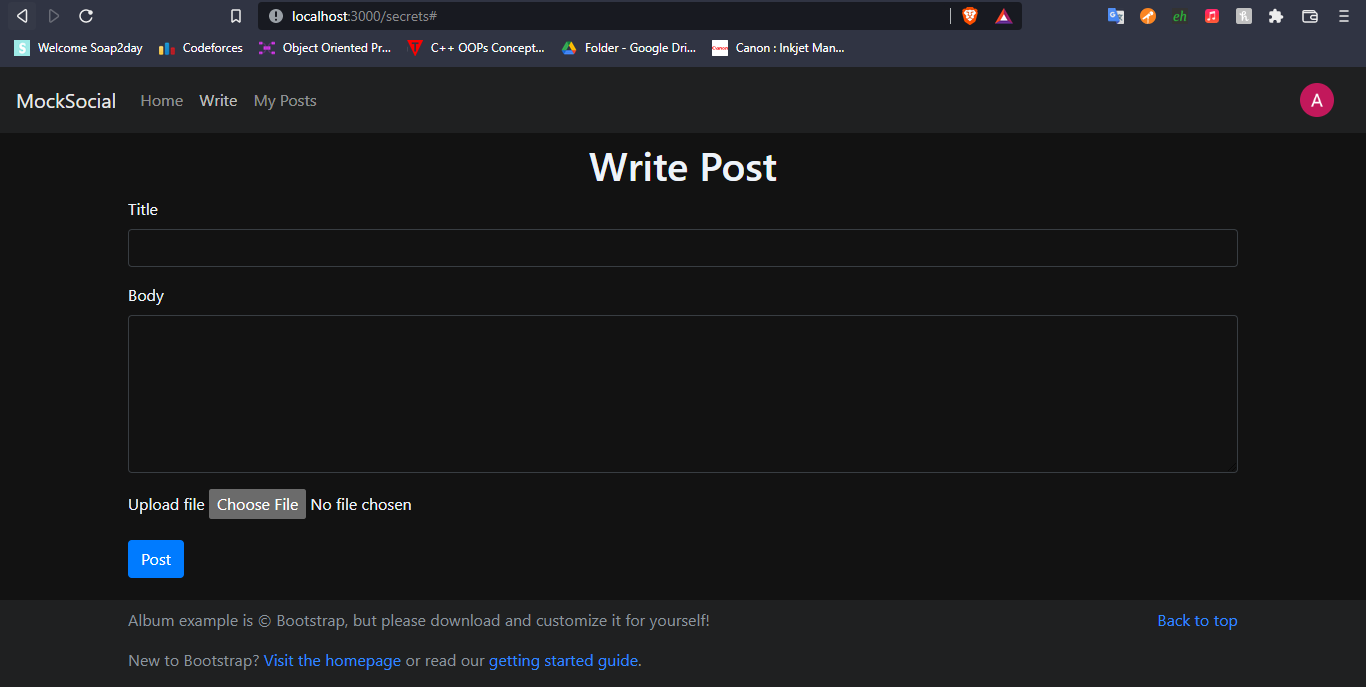 localhost:3000/secrets#
eh
S Welcome Soap2day Codeforces Object Oriented Pr... T C++ OOPs Concept... Folder - Google Dri... Canon Canon : Inkjet Man...
MockSocial Home Write My Posts A
Write Post
Title
Body
Upload file Choose File No file chosen
Post
Album example is © Bootstrap, but please download and customize it for yourself! Back to top
New to Bootstrap? Visit the homepage or read our getting started guide.